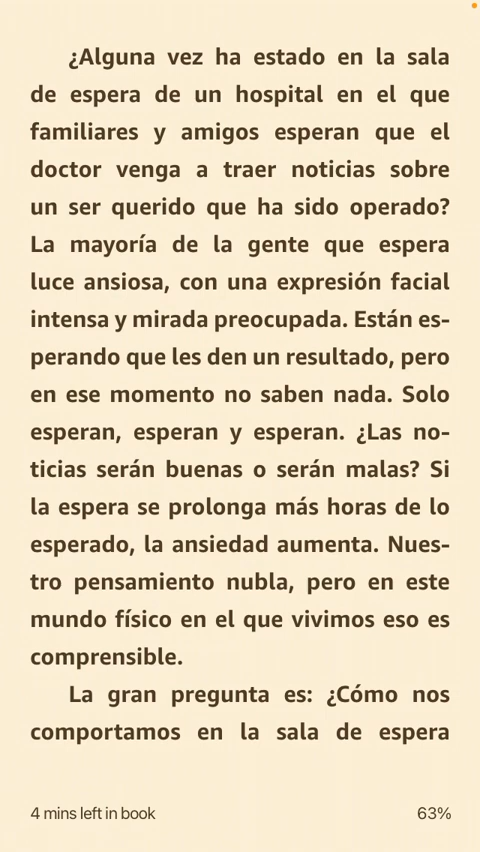 ¿Alguna vez ha estado en la sala
de espera de un hospital en el que
familiares y amigos esperan que el
doctor venga a traer noticias sobre
un ser querido que ha sido operado?
La mayoría de la gente que espera
luce ansiosa, con una expresión facial
intensa y mirada preocupada. Están es-
perando que les den un resultado, pero
en ese momento no saben nada. Solo
esperan, esperan y esperan. ¿Las no-
ticias serán buenas o serán malas? Si
la espera se prolonga más horas de lo
esperado, la ansiedad aumenta. Nues-
tro pensamiento nubla, pero en este
mundo físico en el que vivimos eso es
comprensible.
La gran pregunta es: ¿Cómo nos
comportamos en la sala de espera
4 mins left in book 63%